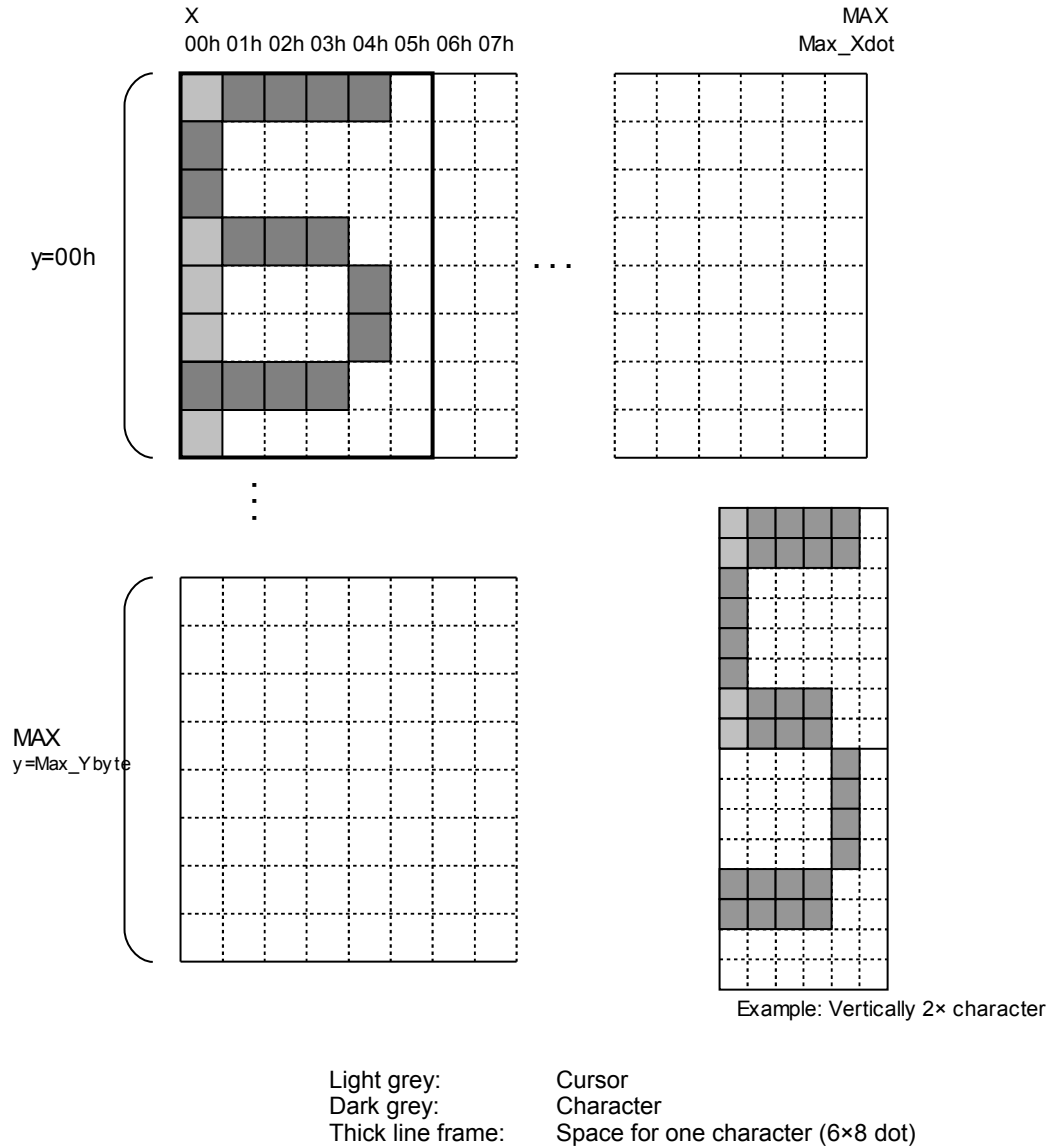 X MAX
00h 01h 02h 03h 04h 05h 06h 07h Max_Xdot
y=00h
MAX
y=Max_Ybyte
Example: Vertically 2× character
Light grey: Cursor
Dark grey: Character
Thick line frame: Space for one character (6×8 dot)